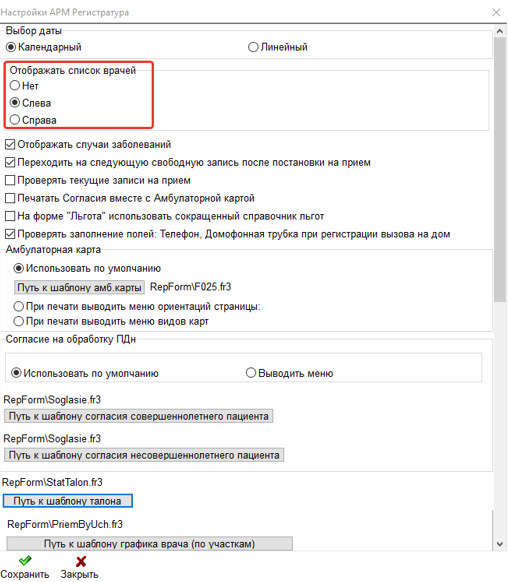 Настройки АРМ Регистратура
Выбор даты
Календарный Линейный
Отображать список врачей
Нет
Слева
Справа
Отображать случаи заболеваний
Переходить на следующую свободную запись после постановки на прием
Проверять текущие записи на прием
Печатать Согласия вместе с Амбулаторной картой
На форме "Льгота" использовать сокращенный справочник льгот
Проверять заполнение полей: Телефон, Домофонная трубка при регистрации вызова на дом
Амбулаторная карта
Использовать по умолчанию
Путь к шаблону амб.карты RepForm\F025.fr3
При печати выводить меню ориентаций страницы:
При печати выводить меню видов карт
Согласие на обработку ПДн
Использовать по умолчанию Выводить меню
RepForm\Soglasie.fr3
Путь к шаблону согласия совершеннолетнего пациента
RepForm\Soglasie.fr3
Путь к шаблону согласия несовершеннолетнего пациента
RepForm\StatTalon.fr3
Путь к шаблону талона
RepForm\PriemByUch.fr3
Путь к шаблону графика врача (по участкам)
Сохранить Закрыть